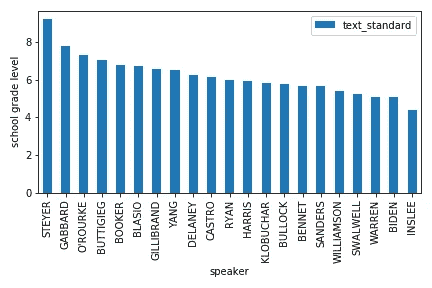 text_standard
school grade level
8
6
4
2
0
STEYER
GABBARD
O'ROURKE
BUTTIGIEG
BOOKER
BLASIO
GILLIBRAND
YANG
DELANEY
CASTRO
RYAN
HARRIS
KLOBUCHAR
BULLOCK
BENNET
SANDERS
WILLIAMSON
SWALWELL
WARREN
BIDEN
INSLEE
speaker